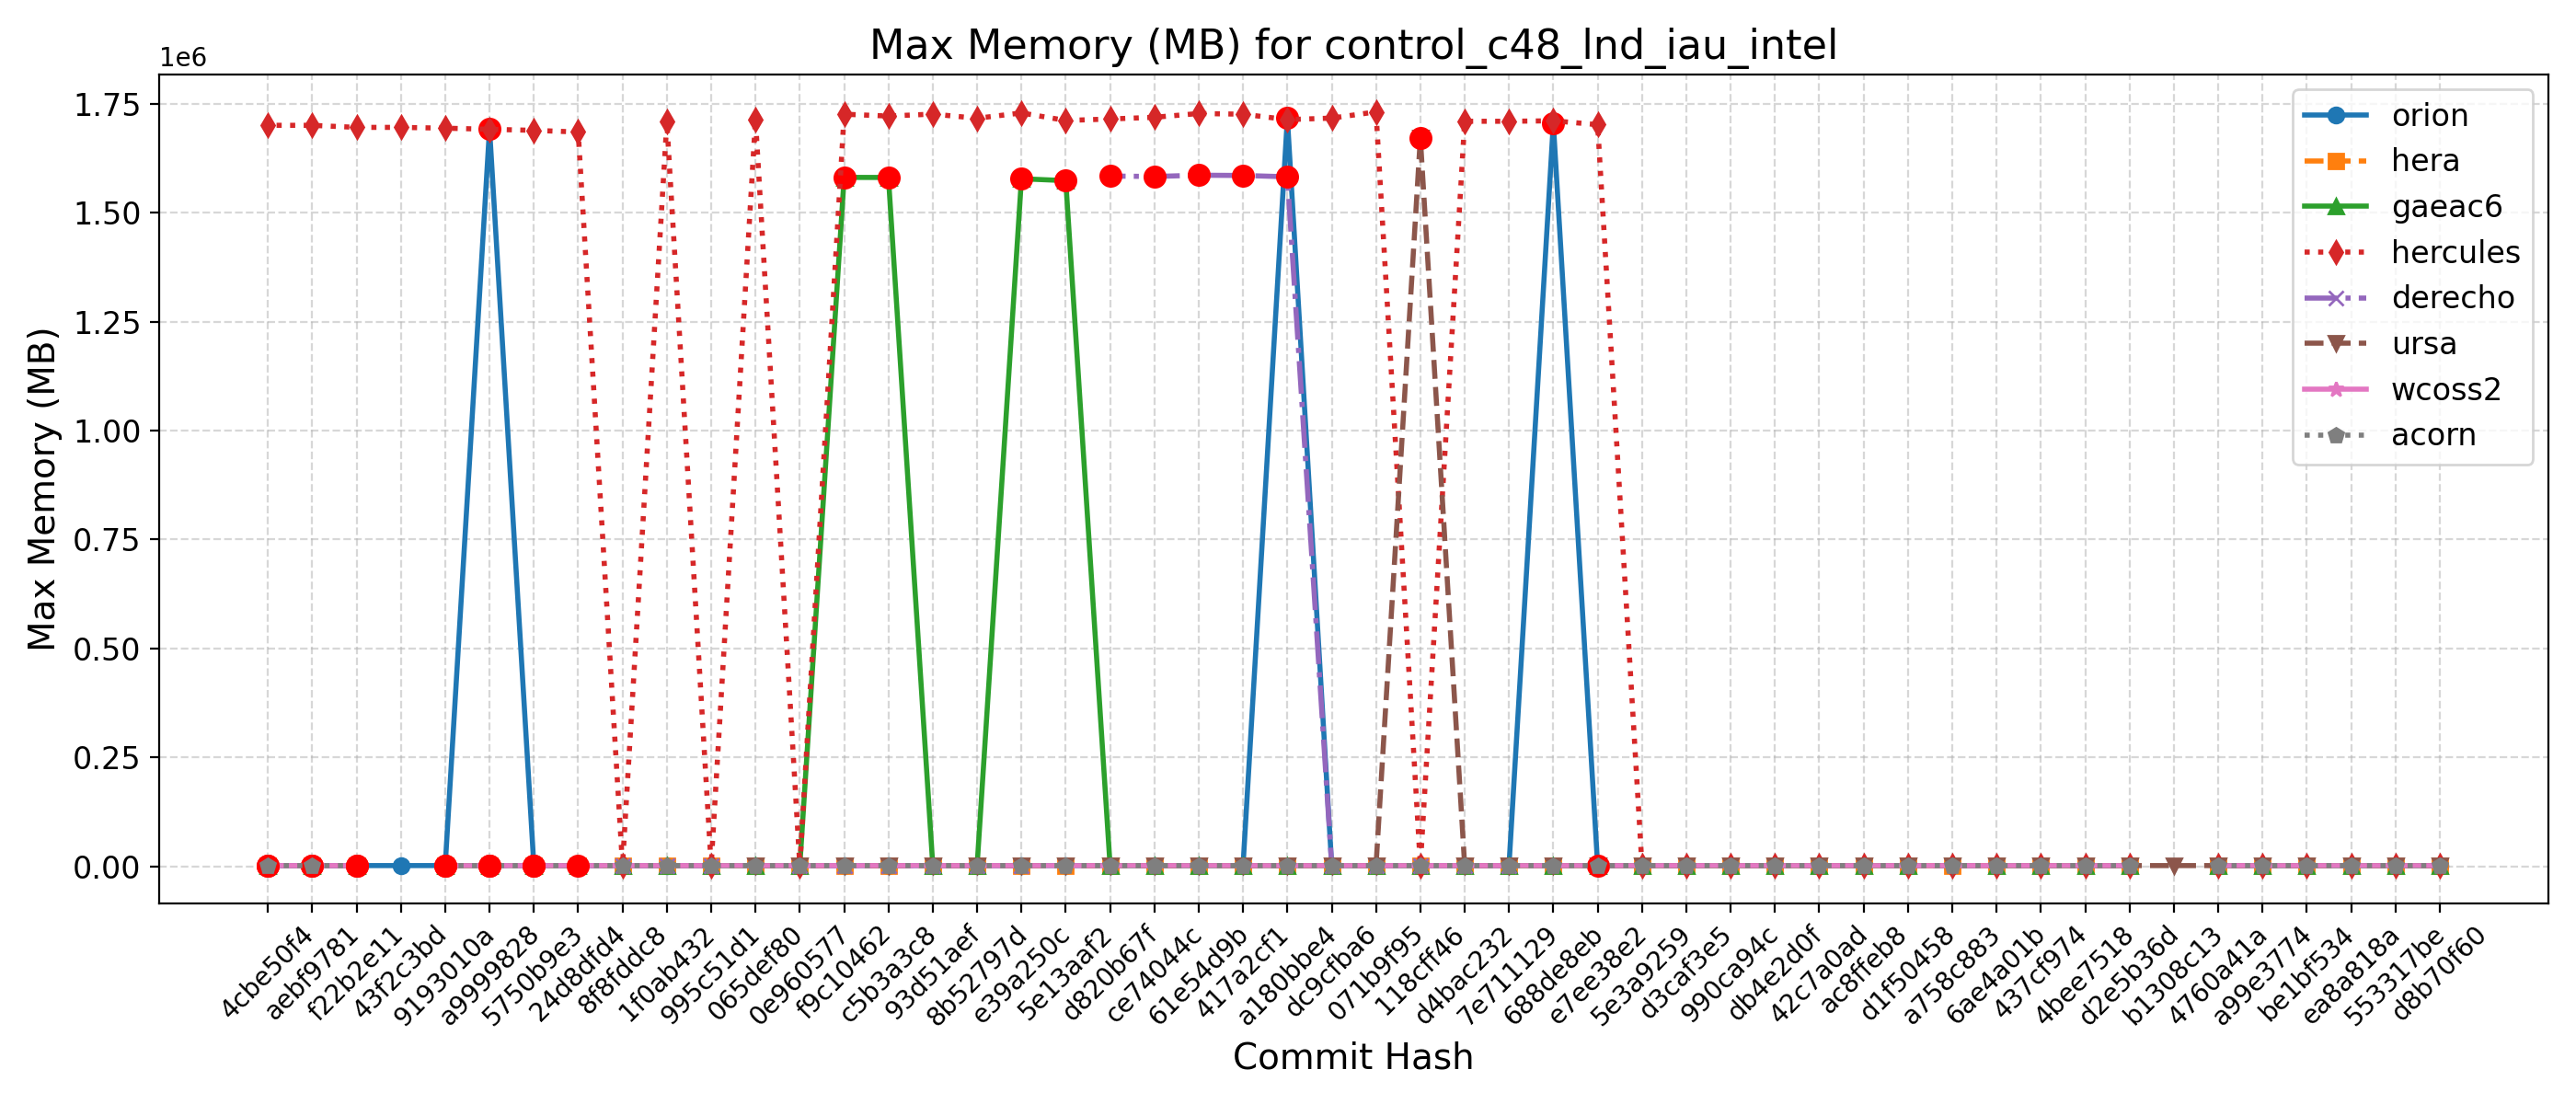 Max Memory (MB) for control_c48_lnd_iau_intel
1e6
1.75
1.50
1.25
1.00
0.75
0.50
0.25
0.00
Max Memory (MB)
orion
hera
gaeac6
hercules
derecho
ursa
wcoss2
acorn
4cbe50f4
aebf9781
f22b2e11
43f2c3bd
9193010a
a9999828
5750b9e3
24d8dfd4
8f8fddc8
1f0ab432
995c51d1
065def80
0e960577
f9c10462
c5b3a3c8
93d51aef
8b52797d
e39a250c
5e13aaf2
d820b67f
ce74044c
61e54d9b
417a2cf1
a180bbe4
dc9cfba6
071b9f95
118cff46
d4bac232
7e711129
688de8eb
e7ee38e2
5e3a9259
d3caf3e5
990ca94c
db4e2d0f
42c7a0ad
ac8ffeb8
d1f50458
a758c883
6ae4a01b
437cf974
4bee7518
d2e5b36d
b1308c13
4760a41a
a99e3774
be1bf534
ea8a818a
553317be
d8b70f60
Commit Hash